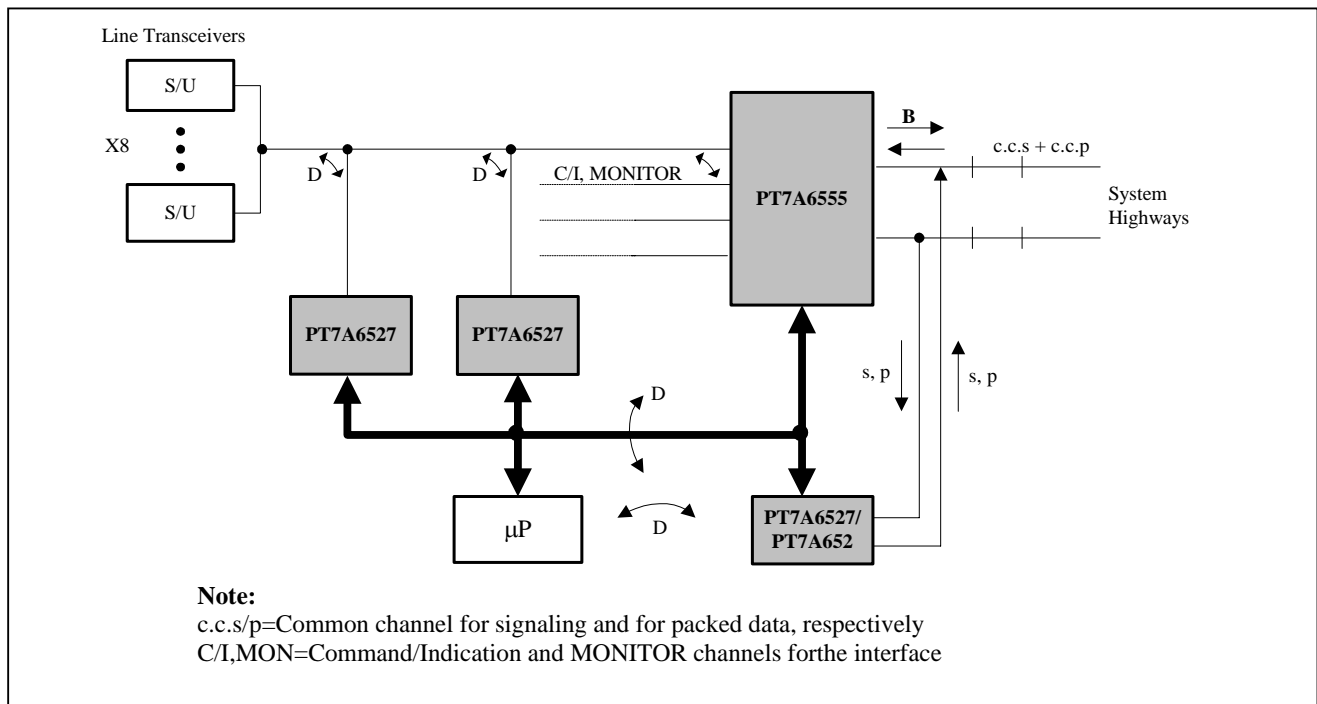 Line Transceivers
S/U
X8
S/U
D
D
C/I, MONITOR
PT7A6555
B
c.c.s + c.c.p
System
Highways
PT7A6527
PT7A6527
s, p
s, p
D
D
µP
PT7A6527/
PT7A652
Note:
c.c.s/p=Common channel for signaling and for packed data, respectively
C/I,MON=Command/Indication and MONITOR channels forthe interface